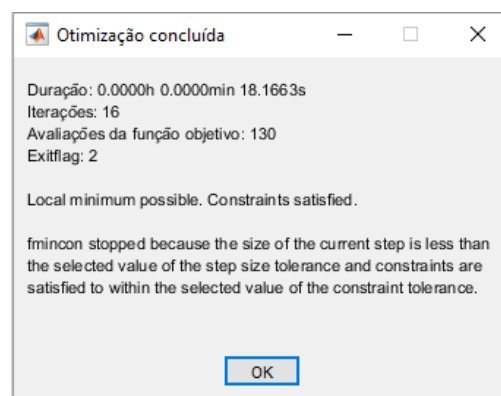 Otimização concluída
Duração: 0.0000h 0.0000min 18.1663s
Iterações: 16
Avaliações da função objetivo: 130
Exitflag: 2
Local minimum possible. Constraints satisfied.
fmincon stopped because the size of the current step is less than
the selected value of the step size tolerance and constraints are
satisfied to within the selected value of the constraint tolerance.
OK